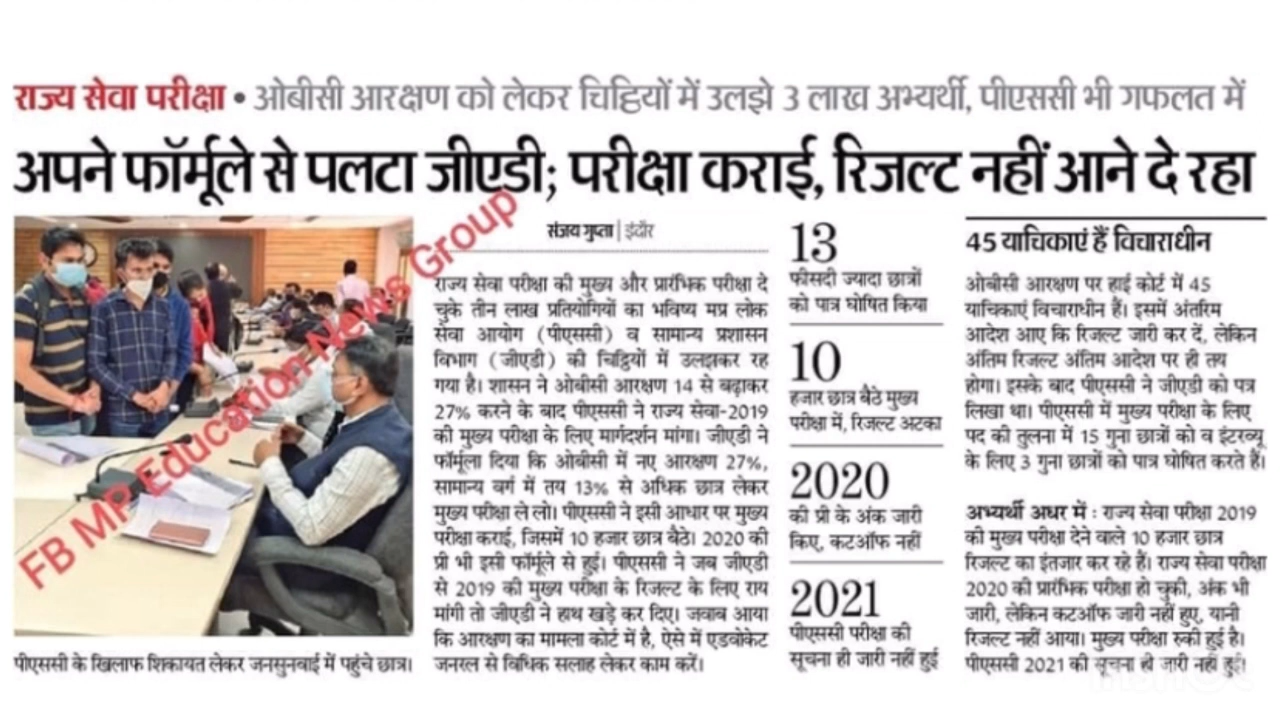 राज्य सेवा परीक्षा • ओबीसी आरक्षण को लेकर चिट्ठियों में उलझे 3 लाख अभ्यर्थी, पीएससी भी गफलत में
अपने फॉर्मूले से पलटा जीएडी; परीक्षा कराई, रिजल्ट नहीं आने दे रहा
FB MP Education News Group
पीएससी के खिलाफ शिकायत लेकर जनसुनवाई में पहुंचे छात्र।
संजय गुप्ता | इंदौर
राज्य सेवा परीक्षा की मुख्य और प्रारंभिक परीक्षा दे
चुके तीन लाख प्रतियोगियों का भविष्य मप्र लोक
सेवा आयोग (पीएससी) व सामान्य प्रशासन
विभाग (जीएडी) की चिट्ठियों में उलझकर रह
गया है। शासन ने ओबीसी आरक्षण 14 से बढ़ाकर
27% करने के बाद पीएससी ने राज्य सेवा-2019
की मुख्य परीक्षा के लिए मार्गदर्शन मांगा। जीएडी ने
फॉर्मूला दिया कि ओबीसी में नए आरक्षण 27%,
सामान्य वर्ग में तय 13% से अधिक छात्र लेकर
मुख्य परीक्षा ले लो। पीएससी ने इसी आधार पर मुख्य
परीक्षा कराई, जिसमें 10 हजार छात्र बैठे। 2020 की
प्री भी इसी फॉर्मूले से हुई। पीएससी ने जब जीएडी
से 2019 की मुख्य परीक्षा के रिजल्ट के लिए राय
मांगी तो जीएडी ने हाथ खड़े कर दिए। जवाब आया
कि आरक्षण का मामला कोर्ट में है, ऐसे में एडवोकेट
जनरल से विधिक सलाह लेकर काम करें।
13
फीसदी ज्यादा छात्रों
को पात्र घोषित किया
10
हजार छात्र बैठे मुख्य
परीक्षा में, रिजल्ट अटका
2020
की प्री के अंक जारी
किए, कटऑफ नहीं
2021
पीएससी परीक्षा की
सूचना ही जारी नहीं हुई
45 याचिकाएं हैं विचाराधीन
ओबीसी आरक्षण पर हाई कोर्ट में 45
याचिकाएं विचाराधीन हैं। इसमें अंतरिम
आदेश आए कि रिजल्ट जारी कर दें, लेकिन
अंतिम रिजल्ट अंतिम आदेश पर ही तय
होगा। इसके बाद पीएससी ने जीएडी को पत्र
लिखा था। पीएससी में मुख्य परीक्षा के लिए
पद की तुलना में 15 गुना छात्रों को व इंटरव्यू
के लिए 3 गुना छात्रों को पात्र घोषित करते हैं।
अभ्यर्थी अधर में : राज्य सेवा परीक्षा 2019
की मुख्य परीक्षा देने वाले 10 हजार छात्र
रिजल्ट का इंतजार कर रहे हैं। राज्य सेवा परीक्षा
2020 की प्रारंभिक परीक्षा हो चुकी, अंक भी
जारी, लेकिन कटऑफ जारी नहीं हुए, यानी
रिजल्ट नहीं आया। मुख्य परीक्षा रुकी हुई है।
पीएससी 2021 की सूचना ही जारी नहीं हुई।